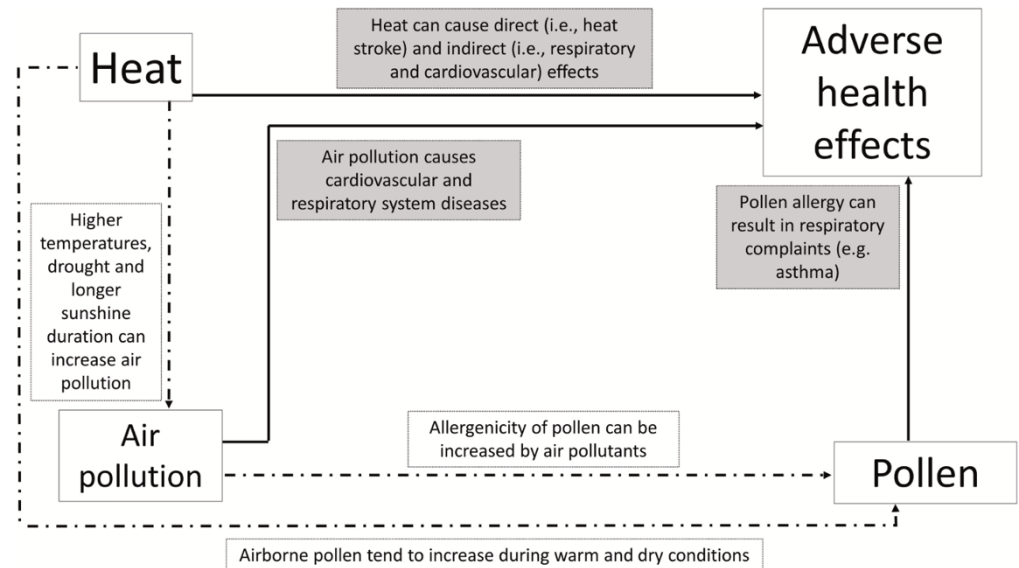 Heat
Heat can cause direct (i.e., heat
stroke) and indirect (i.e., respiratory
and cardiovascular) effects
Adverse
health
effects
Air pollution causes
cardiovascular and
respiratory system diseases
Pollen allergy can
result in respiratory
complaints (e.g.
asthma)
Higher
temperatures,
drought and
longer
sunshine
duration can
increase air
pollution
Air
pollution
Allergenicity of pollen can be
increased by air pollutants
Pollen
Airborne pollen tend to increase during warm and dry conditions